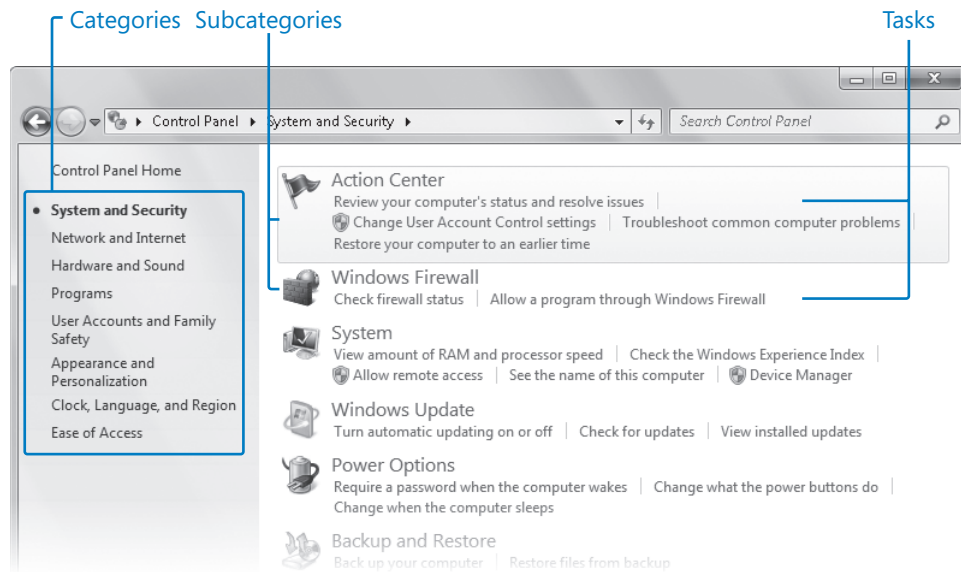 Categories Subcategories Tasks
Control Panel System and Security Search Control Panel
Control Panel Home
System and Security
Network and Internet
Hardware and Sound
Programs
User Accounts and Family
Safety
Appearance and
Personalization
Clock, Language, and Region
Ease of Access
Action Center
Review your computer's status and resolve issues
Change User Account Control settings Troubleshoot common computer problems
Restore your computer to an earlier time
Windows Firewall
Check firewall status Allow a program through Windows Firewall
System
View amount of RAM and processor speed Check the Windows Experience Index
Allow remote access See the name of this computer Device Manager
Windows Update
Turn automatic updating on or off Check for updates View installed updates
Power Options
Require a password when the computer wakes Change what the power buttons do
Change when the computer sleeps
Backup and Restore
Back up your computer Restore files from backup